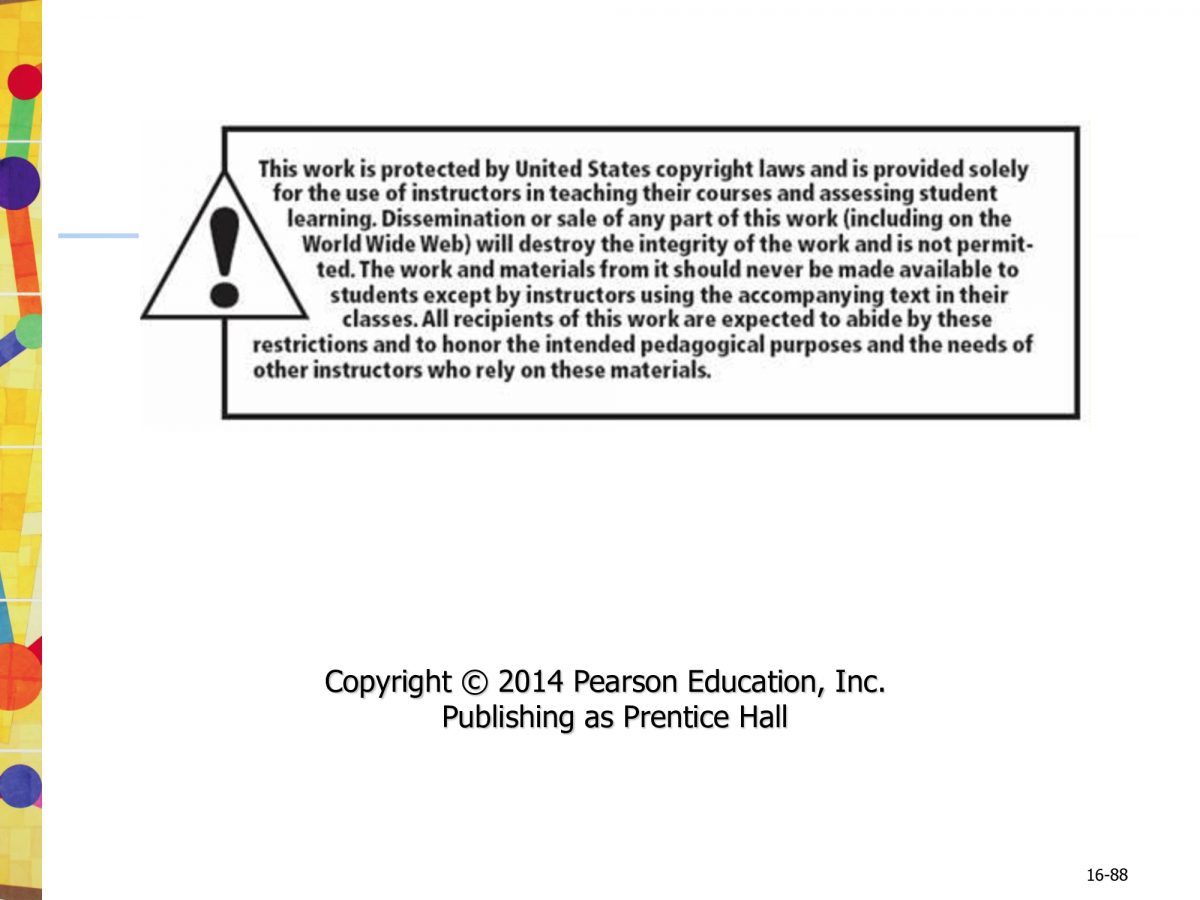 This work is protected by United States copyright laws and is provided solely
for the use of instructors in teaching their courses and assessing student
learning. Dissemination or sale of any part of this work (including on the
World Wide Web) will destroy the integrity of the work and is not permit-
ted. The work and materials from it should never be made available to
students except by instructors using the accompanying text in their
classes. All recipients of this work are expected to abide by these
restrictions and to honor the intended pedagogical purposes and the needs of
other instructors who rely on these materials.
Copyright © 2014 Pearson Education, Inc.
Publishing as Prentice Hall
16-88